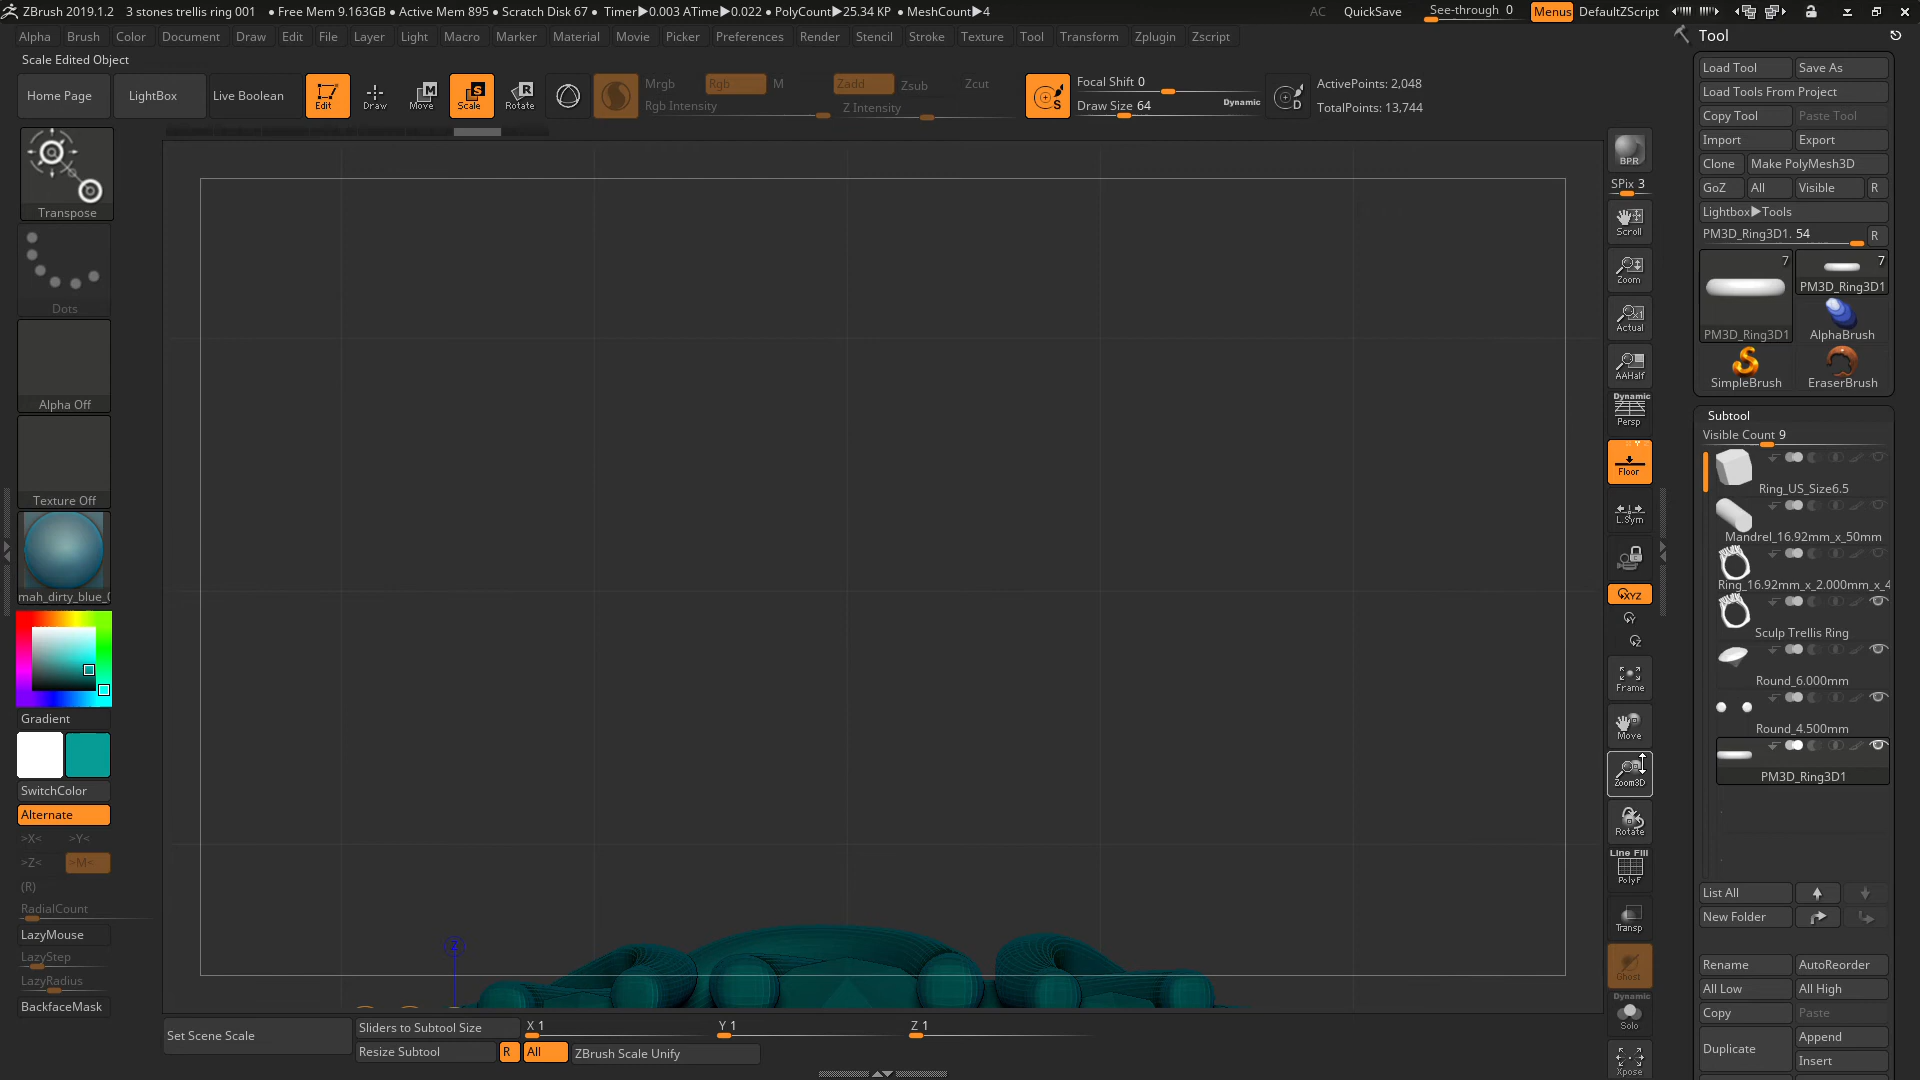 ZBrush 2019.1.2 3 stones trellis ring 001 • Free Mem 9.163GB • Active Mem 895 • Scratch Disk 67 • Timer▶0.003 ATime▶0.022 • PolyCount▶25.34 KP • MeshCount▶4 AC QuickSave See-through 0 Menus DefaultZScript
Alpha Brush Color Document Draw Edit File Layer Light Macro Marker Material Movie Picker Preferences Render Stencil Stroke Texture Tool Transform Zplugin Zscript
Scale Edited Object
Home Page LightBox Live Boolean Edit Draw Move Scale Rotate
Mrgb Rgb M Zadd Zsub Zcut
Rgb Intensity Z Intensity
Focal Shift 0
Draw Size 64 Dynamic
ActivePoints: 2,048
TotalPoints: 13,744
Transpose
Dots
Alpha Off
Texture Off
mah_dirty_blue_0
Gradient
SwitchColor
Alternate
>X< >Y<
>Z< >M<
(R)
RadialCount
LazyMouse
LazyStep
LazyRadius
BackfaceMask
Z
Set Scene Scale
Sliders to Subtool Size X 1 Y 1 Z 1
Resize Subtool R All ZBrush Scale Unify
BPR
SPix 3
Scroll
Zoom
Actual
AAHalf
Dynamic
Persp
Floor
L.Sym
XYZ
Y
Z
Frame
Move
Zoom3D
Rotate
Line Fill
PolyF
Transp
Ghost
Dynamic
Solo
Xpose
Tool
Load Tool Save As
Load Tools From Project
Copy Tool Paste Tool
Import Export
Clone Make PolyMesh3D
GoZ All Visible R
Lightbox▶Tools
PM3D_Ring3D1. 54 R
7 7
PM3D_Ring3D1
PM3D_Ring3D1 AlphaBrush
SimpleBrush EraserBrush
Subtool
Visible Count 9
Ring_US_Size6.5
Mandrel_16.92mm_x_50mm
Ring_16.92mm_x_2.000mm_x_4
Sculp Trellis Ring
Round_6.000mm
Round_4.500mm
PM3D_Ring3D1
List All
New Folder
Rename AutoReorder
All Low All High
Copy Paste
Duplicate Append
Insert